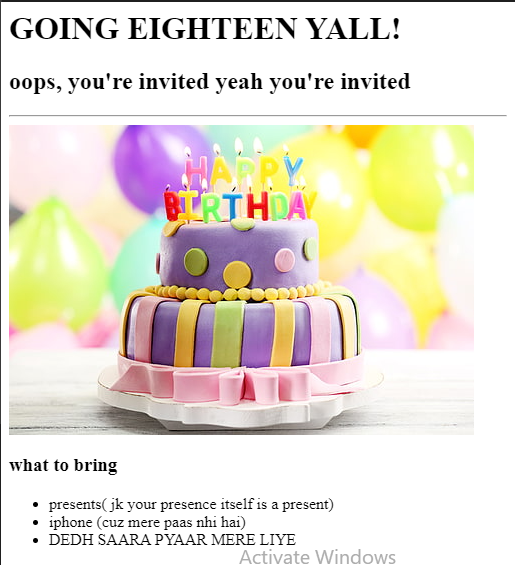 GOING EIGHTEEN YALL!
oops, you're invited yeah you're invited
HAPPY
BIRTHDAY
what to bring
presents( jk your presence itself is a present)
iphone (cuz mere paas nhi hai)
DEDH SAARA PYAAR MERE LIYE
Activate Windows